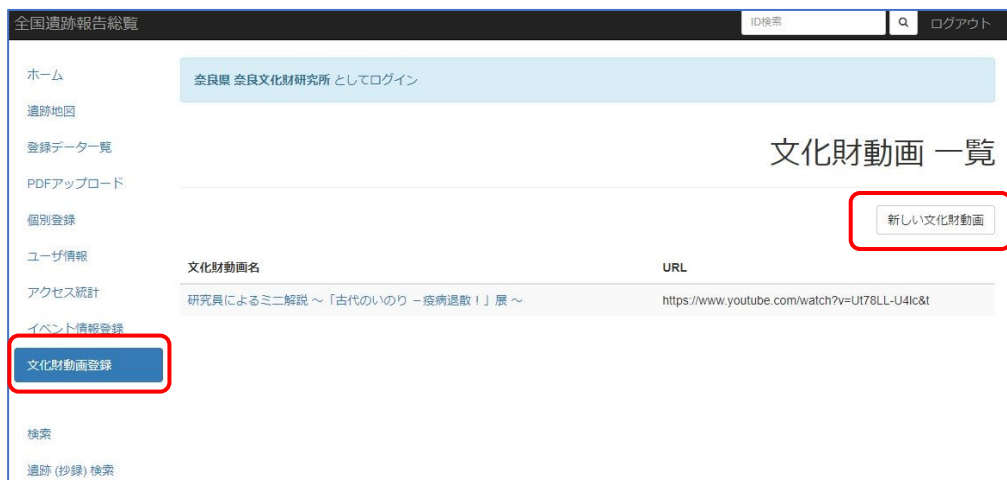 全国遺跡報告総覧
ID検索
ログアウト
ホーム
遺跡地図
登録データ一覧
PDFアップロード
個別登録
ユーザ情報
アクセス統計
イベント情報登録
文化財動画登録
検索
遺跡 (抄録) 検索
奈良県 奈良文化財研究所 としてログイン
文化財動画 一覧
新しい文化財動画
文化財動画名 URL
研究員によるミニ解説 ~「古代のいのり －疫病退散！」展 ~ https://www.youtube.com/watch?v=Ut78LL-U4lc&t